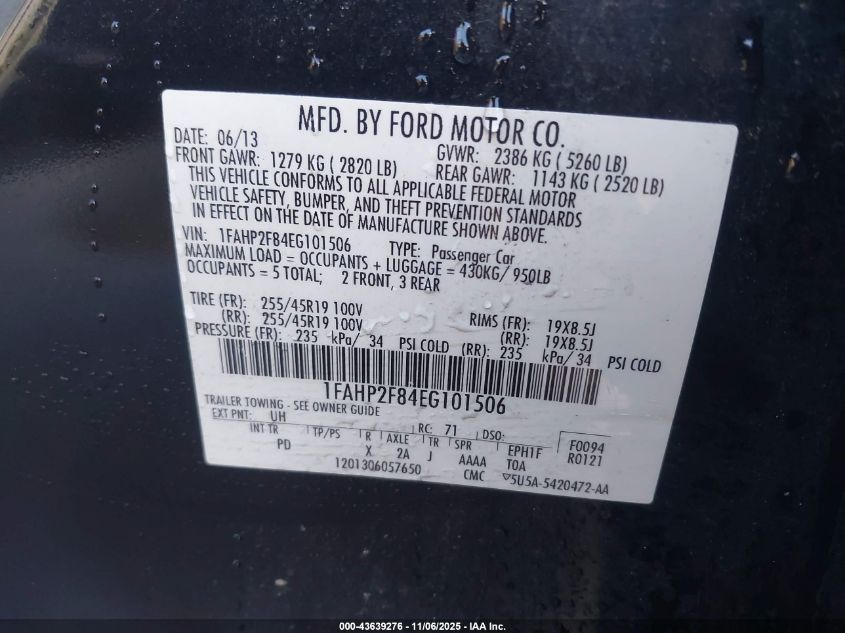 MFD. BY FORD MOTOR CO.
DATE: 06/13 GVWR: 2386 KG ( 5260 LB)
FRONT GAWR: 1279 KG ( 2820 LB) REAR GAWR: 1143 KG ( 2520 LB)
THIS VEHICLE CONFORMS TO ALL APPLICABLE FEDERAL MOTOR
VEHICLE SAFETY, BUMPER, AND THEFT PREVENTION STANDARDS
IN EFFECT ON THE DATE OF MANUFACTURE SHOWN ABOVE.
VIN: 1FAHP2F84EG101506 TYPE: Passenger Car
MAXIMUM LOAD = OCCUPANTS + LUGGAGE = 430KG/ 950LB
OCCUPANTS = 5 TOTAL; 2 FRONT, 3 REAR
TIRE (FR): 255/45R19 100V RIMS (FR): 19X8.5J
(RR): 255/45R19 100V (RR): 19X8.5J
PRESSURE (FR): 235 kPa/ 34 PSI COLD (RR): 235 kPa/ 34 PSI COLD
1FAHP2F84EG101506
TRAILER TOWING - SEE OWNER GUIDE
EXT PNT: UH RC: 71 DSO: F0094
INT TR TP/PS R AXLE TR SPR EPH1F R0121
PD X 2A J AAAA T0A
1201306057650 CMC ▽5U5A-5420472-AA
120 -43639276 - 11/06/2025 - IAA Inc.